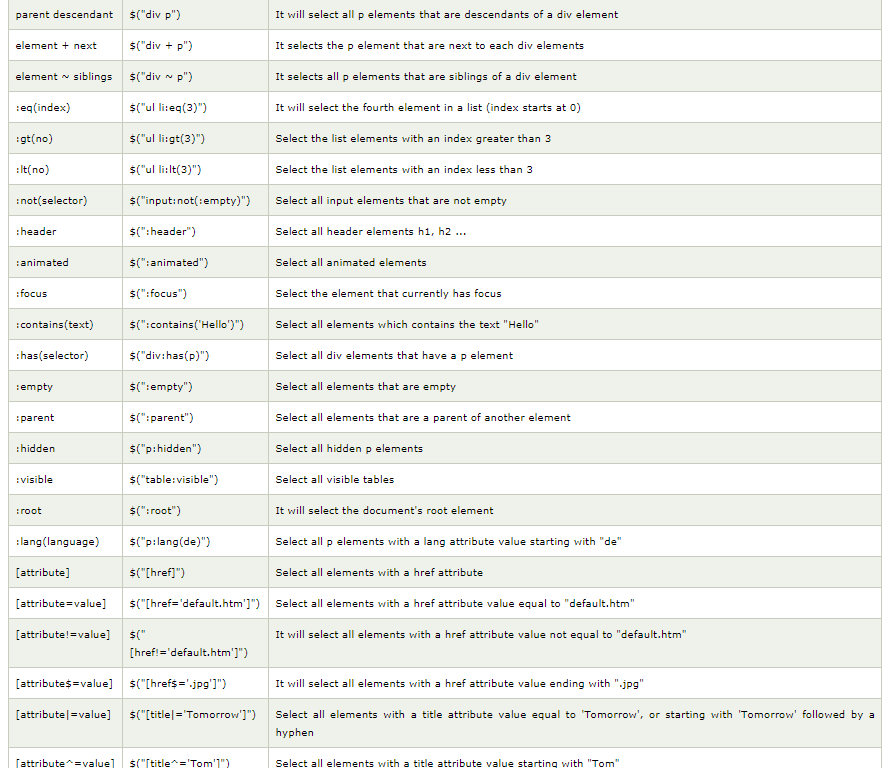 parent descendant $("div p") It will select all p elements that are descendants of a div element
element + next $("div + p") It selects the p element that are next to each div elements
element ~ siblings $("div ~ p") It selects all p elements that are siblings of a div element
:eq(index) $("ul li:eq(3)") It will select the fourth element in a list (index starts at 0)
:gt(no) $("ul li:gt(3)") Select the list elements with an index greater than 3
:lt(no) $("ul li:lt(3)") Select the list elements with an index less than 3
:not(selector) $("input:not(:empty)") Select all input elements that are not empty
:header $(":header") Select all header elements h1, h2 ...
:animated $(":animated") Select all animated elements
:focus $(":focus") Select the element that currently has focus
:contains(text) $(":contains('Hello')") Select all elements which contains the text "Hello"
:has(selector) $("div:has(p)") Select all div elements that have a p element
:empty $(":empty") Select all elements that are empty
:parent $(":parent") Select all elements that are a parent of another element
:hidden $("p:hidden") Select all hidden p elements
:visible $("table:visible") Select all visible tables
:root $(":root") It will select the document's root element
:lang(language) $("p:lang(de)") Select all p elements with a lang attribute value starting with "de"
[attribute] $("[href]") Select all elements with a href attribute
[attribute=value] $("[href='default.htm']") Select all elements with a href attribute value equal to "default.htm"
[attribute!=value] $(" It will select all elements with a href attribute value not equal to "default.htm"
[href!='default.htm']")
[attribute$=value] $("[href$='.jpg']") It will select all elements with a href attribute value ending with ".jpg"
[attribute|=value] $("[title|='Tomorrow']") Select all elements with a title attribute value equal to 'Tomorrow', or starting with 'Tomorrow' followed by a
hyphen
[attribute^=value] $("[title^='Tom']") Select all elements with a title attribute value starting with "Tom"